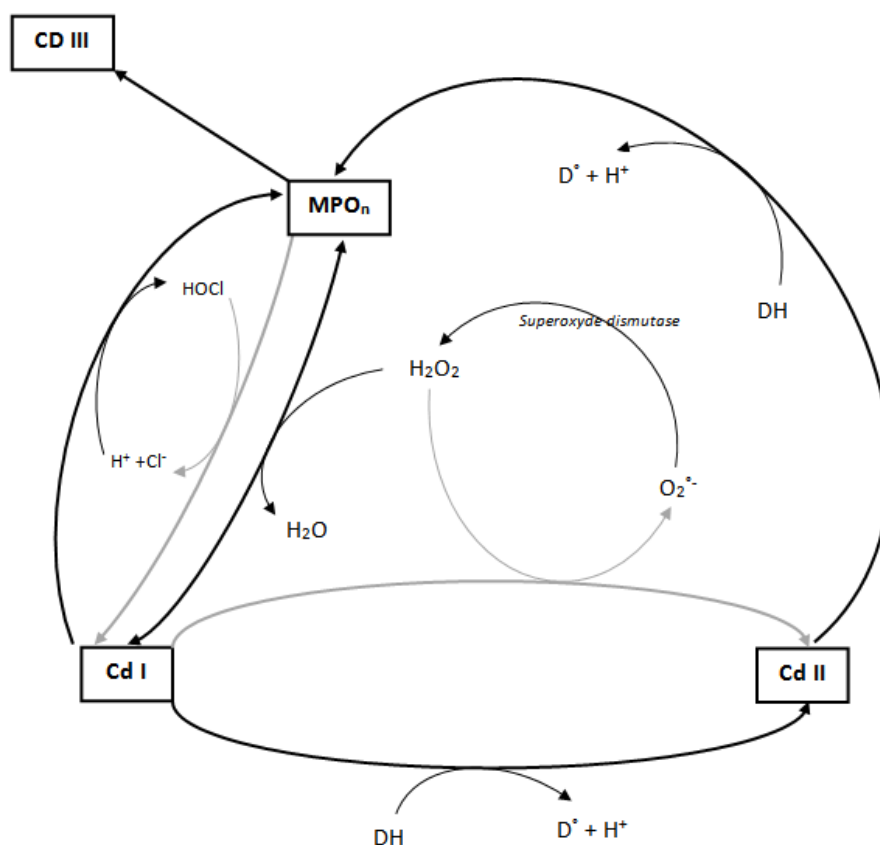 CD III
D° + H⁺
MPOₙ
HOCl
DH
Superoxyde dismutase
H₂O₂
H⁺ +Cl⁻
O₂°⁻
H₂O
Cd I
Cd II
DH
D° + H⁺